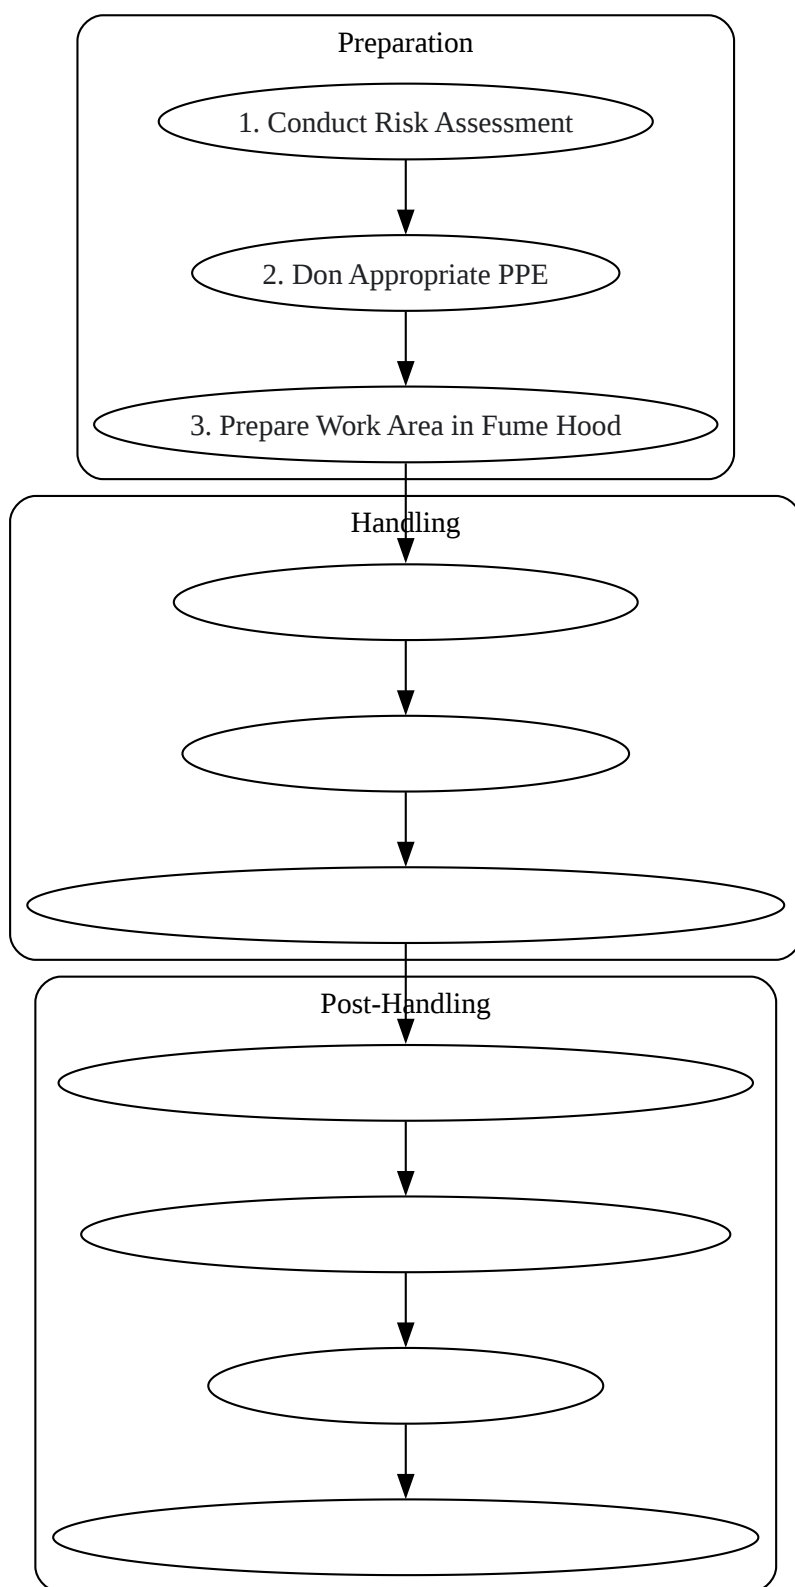 Preparation
1. Conduct Risk Assessment
2. Don Appropriate PPE
3. Prepare Work Area in Fume Hood
Handling
Post-Handling